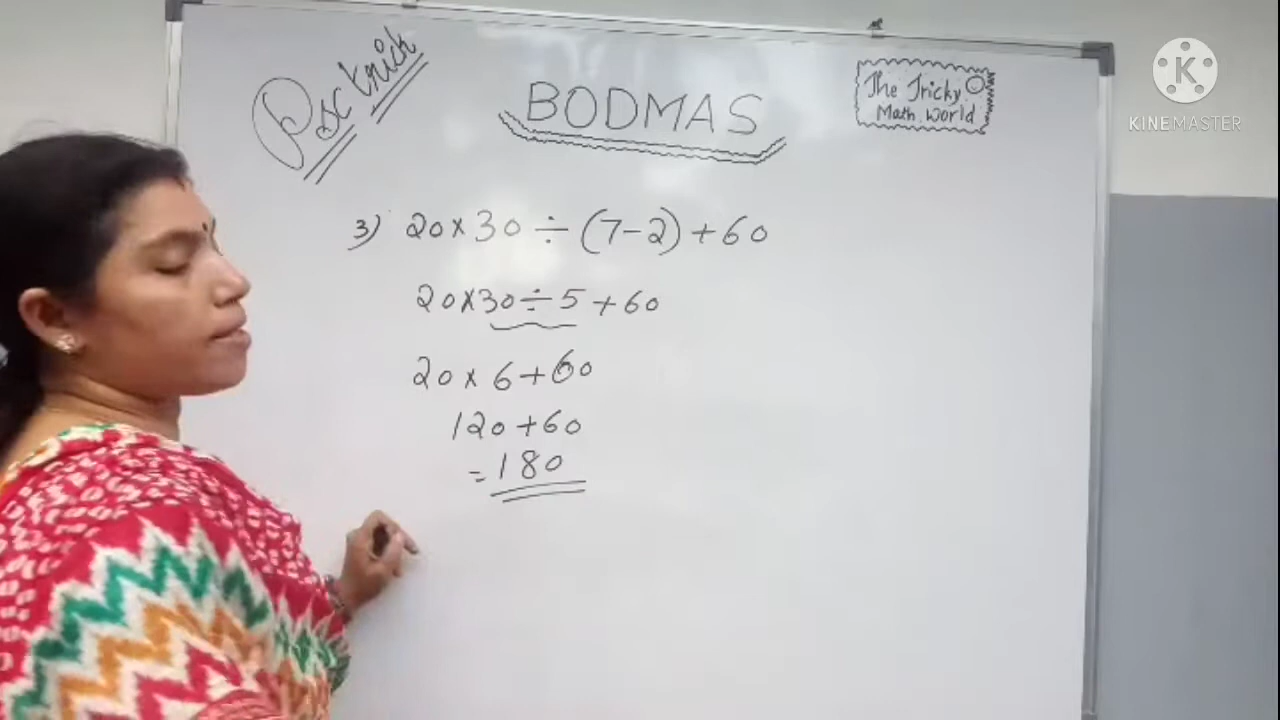 Psc trick
BODMAS
The Tricky
Math World
KINEMASTER
3) 20×30÷(7-2)+60
20×30÷5+60
20×6+60
120+60
=180